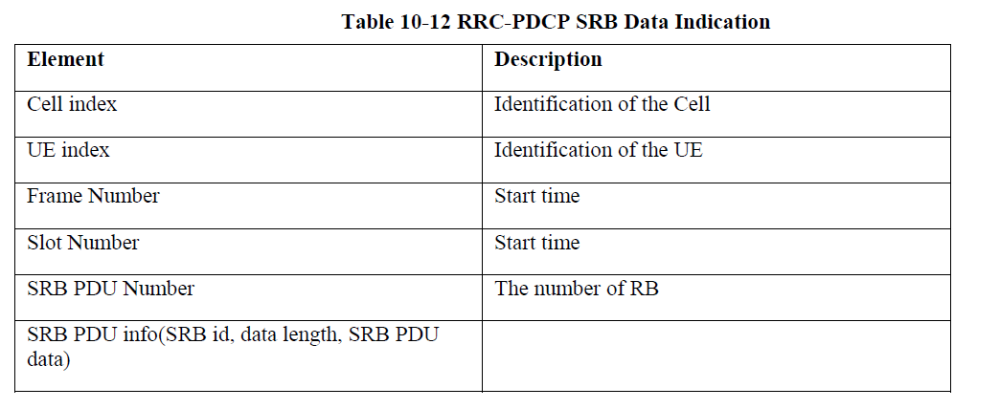 Table 10-12 RRC-PDCP SRB Data Indication
Element Description
Cell index Identification of the Cell
UE index Identification of the UE
Frame Number Start time
Slot Number Start time
SRB PDU Number The number of RB
SRB PDU info(SRB id, data length, SRB PDU
data)